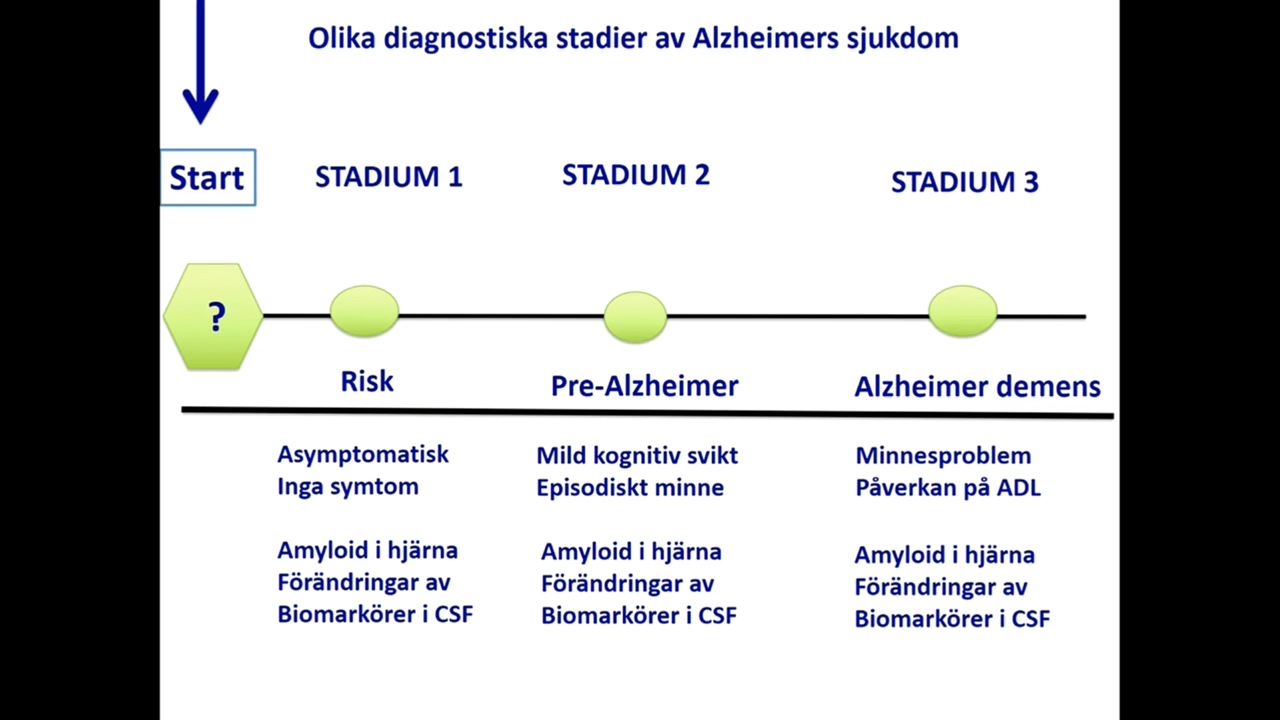 Olika diagnostiska stadier av Alzheimers sjukdom
Start
STADIUM 1
STADIUM 2
STADIUM 3
?
Risk
Pre-Alzheimer
Alzheimer demens
Asymptomatisk
Inga symtom
Amyloid i hjärna
Förändringar av
Biomarkörer i CSF
Mild kognitiv svikt
Episodiskt minne
Amyloid i hjärna
Förändringar av
Biomarkörer i CSF
Minnesproblem
Påverkan på ADL
Amyloid i hjärna
Förändringar av
Biomarkörer i CSF